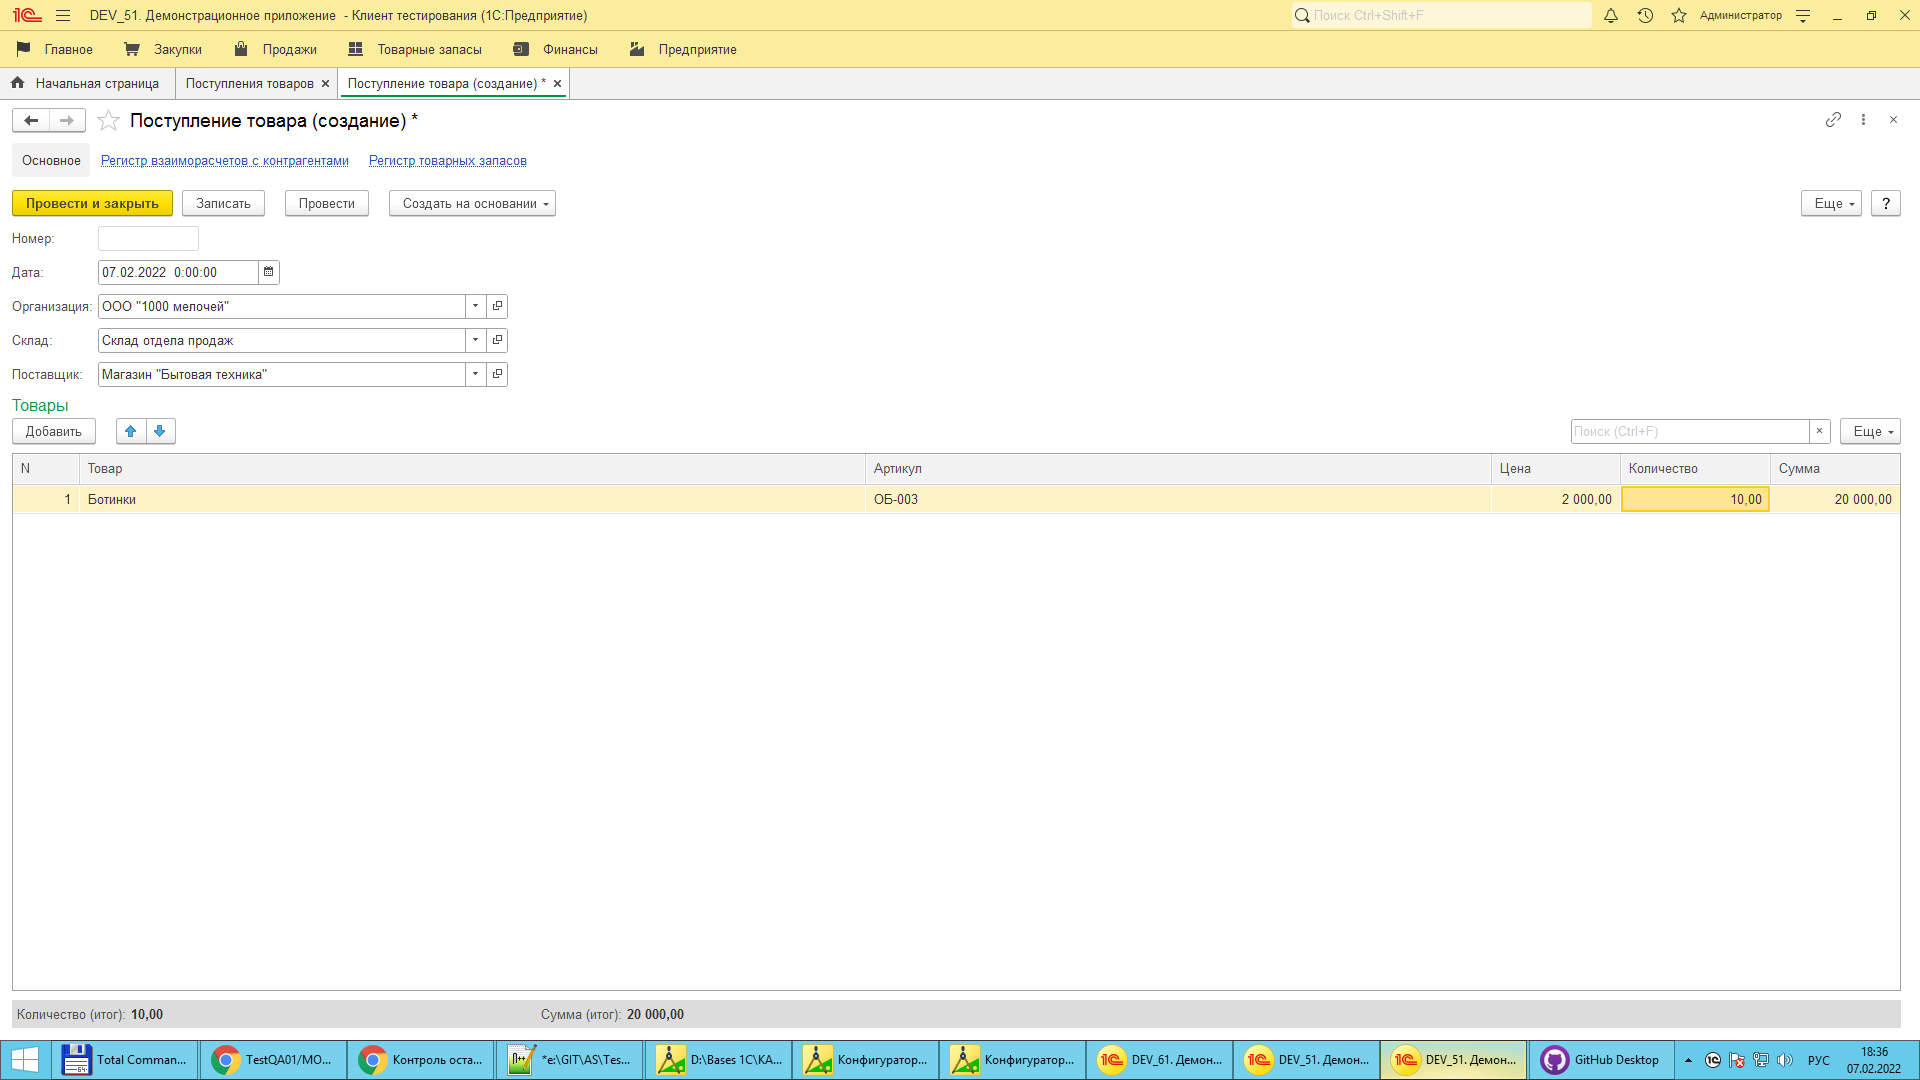 DEV_51. Демонстрационное приложение - Клиент тестирования (1С:Предприятие)
Поиск Ctrl+Shift+F
Администратор
Главное
Закупки
Продажи
Товарные запасы
Финансы
Предприятие
Начальная страница
Поступления товаров
Поступление товара (создание) *
Поступление товара (создание) *
Основное
Регистр взаиморасчетов с контрагентами
Регистр товарных запасов
Провести и закрыть
Записать
Провести
Создать на основании
Еще
?
Номер:
Дата: 07.02.2022 0:00:00
Организация: ООО "1000 мелочей"
Склад: Склад отдела продаж
Поставщик: Магазин "Бытовая техника"
Товары
Добавить
Поиск (Ctrl+F)
×
Еще
N Товар Артикул Цена Количество Сумма
1 Ботинки ОБ-003 2 000,00 10,00 20 000,00
Количество (итог): 10,00 Сумма (итог): 20 000,00
Total Comman...
TestQA01/MO...
Контроль оста...
*e:\GIT\AS\Tes...
D:\Bases 1C\KA...
Конфигуратор...
Конфигуратор...
DEV_61. Демон...
DEV_51. Демон...
DEV_51. Демон...
GitHub Desktop
РУС
18:36
07.02.2022